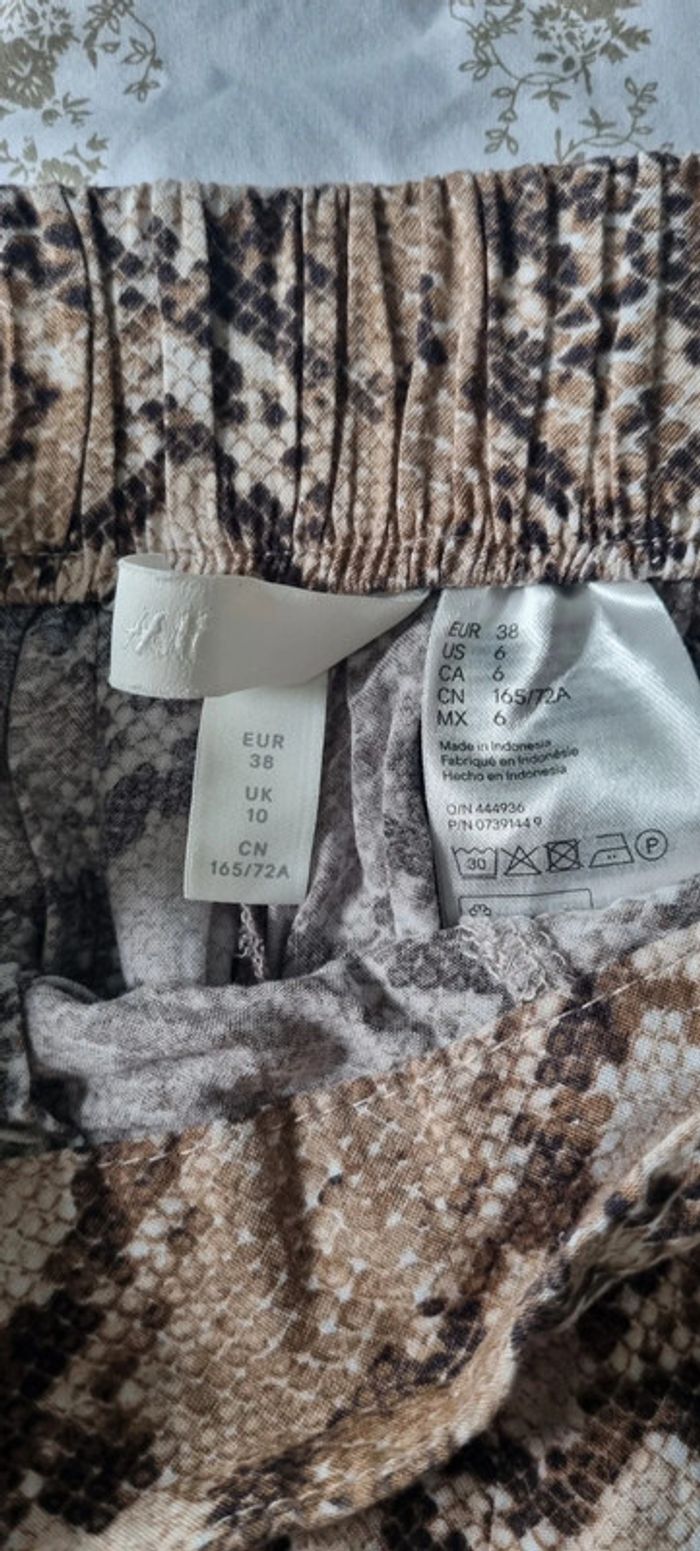 H&M
EUR
38
UK
10
CN
165/72A
EUR 38
US 6
CA 6
CN 165/72A
MX 6
Made in Indonesia
Fabriqué en Indonésie
Hecho en Indonesia
O/N 444936
P/N 0739144 9
30
P